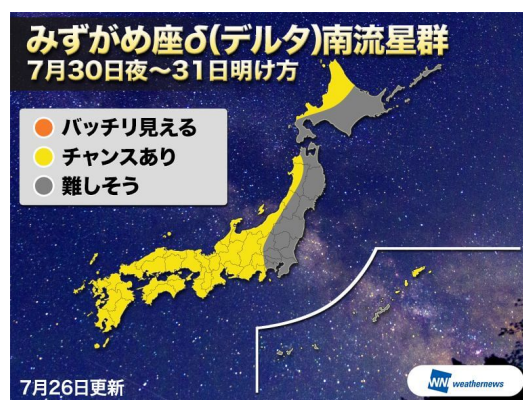 みずがめ座δ(デルタ)南流星群
7月30日夜〜31日明け方
バッチリ見える
チャンスあり
難しそう
7月26日更新
WN weathernews